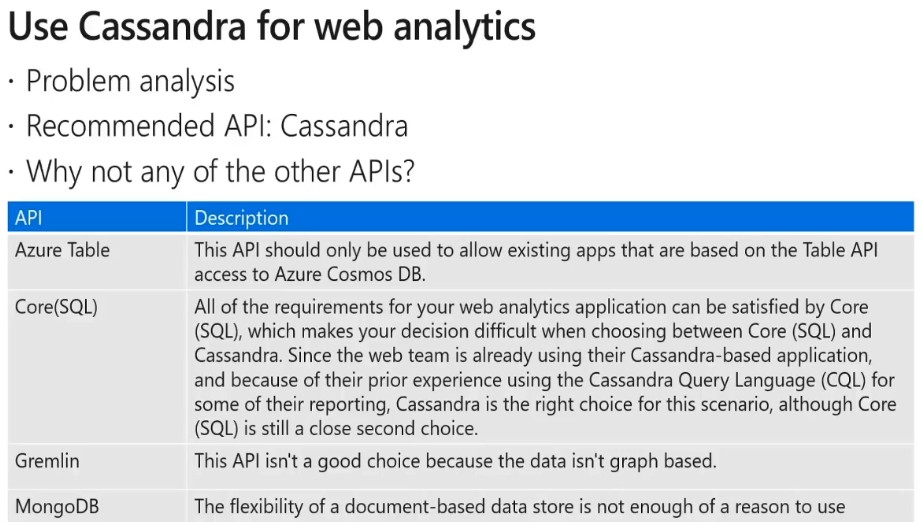 Use Cassandra for web analytics
· Problem analysis
· Recommended API: Cassandra
· Why not any of the other APIs?
API Description
Azure Table This API should only be used to allow existing apps that are based on the Table API
access to Azure Cosmos DB.
Core(SQL) All of the requirements for your web analytics application can be satisfied by Core
(SQL), which makes your decision difficult when choosing between Core (SQL) and
Cassandra. Since the web team is already using their Cassandra-based application,
and because of their prior experience using the Cassandra Query Language (CQL) for
some of their reporting, Cassandra is the right choice for this scenario, although Core
(SQL) is still a close second choice.
Gremlin This API isn't a good choice because the data isn't graph based.
MongoDB The flexibility of a document-based data store is not enough of a reason to use